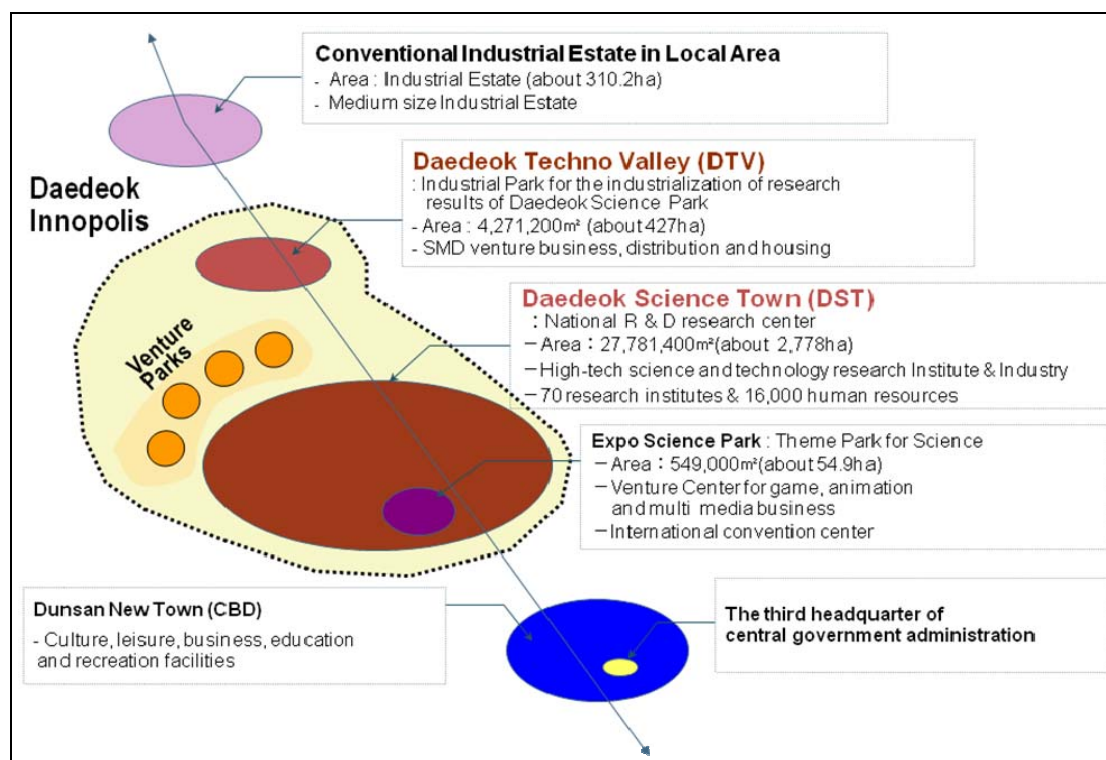 Conventional Industrial Estate in Local Area
- Area : Industrial Estate (about 310.2ha)
- Medium size Industrial Estate
Daedeok
Innopolis
Daedeok Techno Valley (DTV)
: Industrial Park for the industrialization of research
results of Daedeok Science Park
- Area : 4,271,200㎡ (about 427ha)
- SMD venture business, distribution and housing
Venture
Parks
Daedeok Science Town (DST)
: National R & D research center
− Area : 27,781,400㎡(about 2,778ha)
− High-tech science and technology research Institute & Industry
− 70 research institutes & 16,000 human resources
Expo Science Park : Theme Park for Science
− Area : 549,000㎡(about 54.9ha)
− Venture Center for game, animation
and multi media business
− International convention center
Dunsan New Town (CBD)
- Culture, leisure, business, education
and recreation facilities
The third headquarter of
central government administration